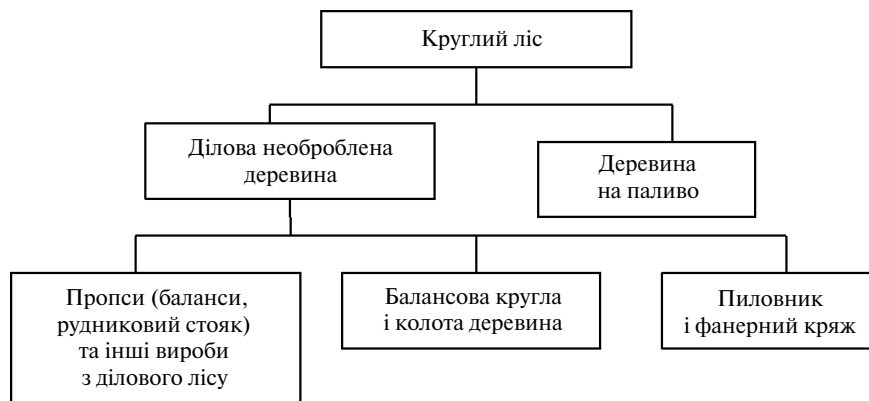 Круглий ліс
Ділова необроблена
деревина
Деревина
на паливо
Пропси (баланси,
рудниковий стояк)
та інші вироби
з ділового лісу
Балансова кругла
і колота деревина
Пиловник
і фанерний кряж